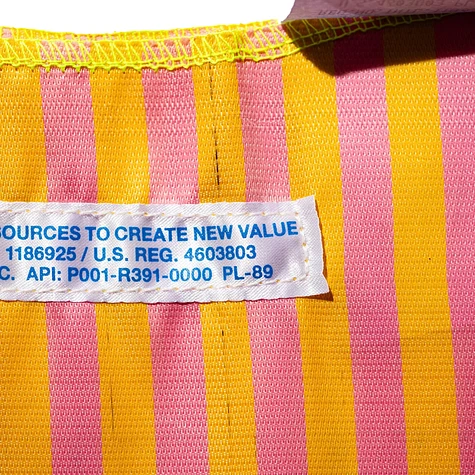 SOURCES TO CREATE NEW VALUE
1186925 / U.S. REG. 4603803
C. API: P001-R391-0000 PL-89